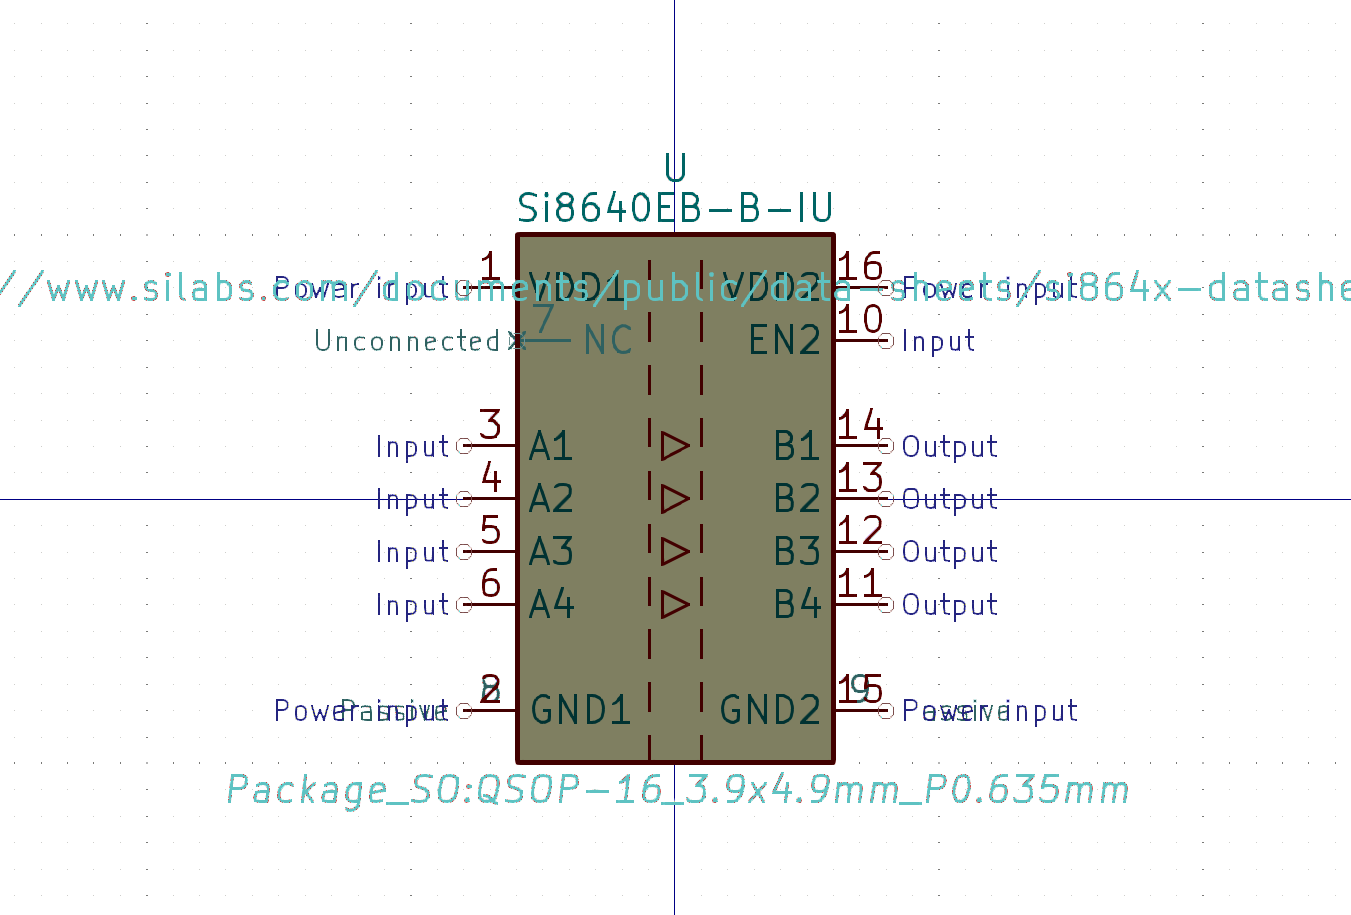 U
Si8640EB-B-IU
Power input 1 VDD1 VDD2 16 Power input
//www.silabs.com/documents/public/data-sheets/si864x-datashe
Unconnected 7 NC EN2 10 Input
Input 3 A1 B1 14 Output
Input 4 A2 B2 13 Output
Input 5 A3 B3 12 Output
Input 6 A4 B4 11 Output
Power input 2 GND1 GND2 15 Power input
Passive 8 9 Passive
Package_SO:QSOP-16_3.9x4.9mm_P0.635mm